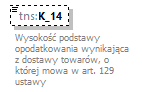 tns:K_14
Wysokość podstawy
opodatkowania wynikająca
z dostawy towarów, o
której mowa w art. 129
ustawy